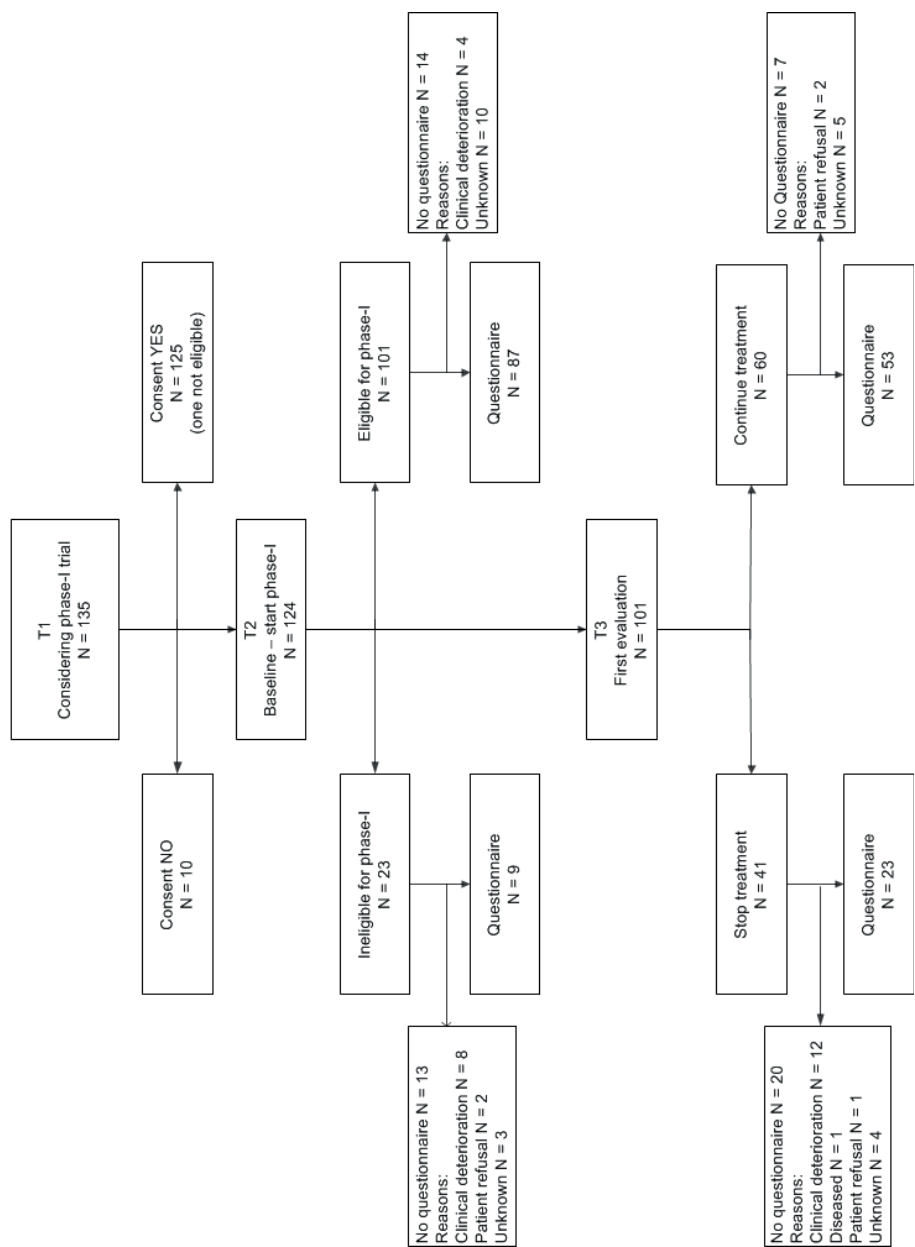 T1
Considering phase-I trial
N = 135
Consent NO
N = 10
Consent YES
N = 125
(one not eligible)
T2
Baseline – start phase-I
N = 124
Ineligible for phase-I
N = 23
Eligible for phase-I
N = 101
No questionnaire N = 13
Reasons:
Clinical deterioration N = 8
Patient refusal N = 2
Unknown N = 3
Questionnaire
N = 9
Questionnaire
N = 87
No questionnaire N = 14
Reasons:
Clinical deterioration N = 4
Unknown N = 10
T3
First evaluation
N = 101
Stop treatment
N = 41
Continue treatment
N = 60
No questionnaire N = 20
Reasons:
Clinical deterioration N = 12
Diseased N = 1
Patient refusal N = 1
Unknown N = 4
Questionnaire
N = 23
Questionnaire
N = 53
No Questionnaire N = 7
Reasons:
Patient refusal N = 2
Unknown N = 5